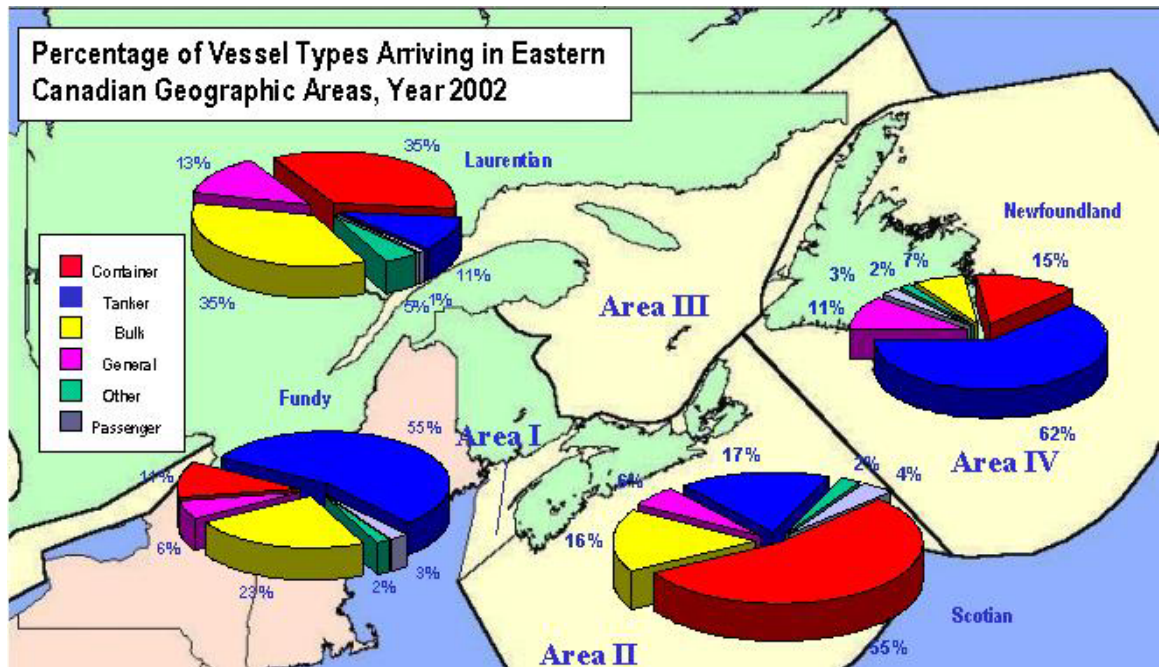 Percentage of Vessel Types Arriving in Eastern
Canadian Geographic Areas, Year 2002
35%
Laurentian
13%
11%
1%
5%
35%
Container
Tanker
Bulk
General
Other
Passenger
Area III
Newfoundland
7%
2%
3%
11%
15%
62%
Area IV
Fundy
55%
Area I
11%
6%
23%
2%
3%
17%
6%
2%
4%
16%
Scotian
55%
Area II